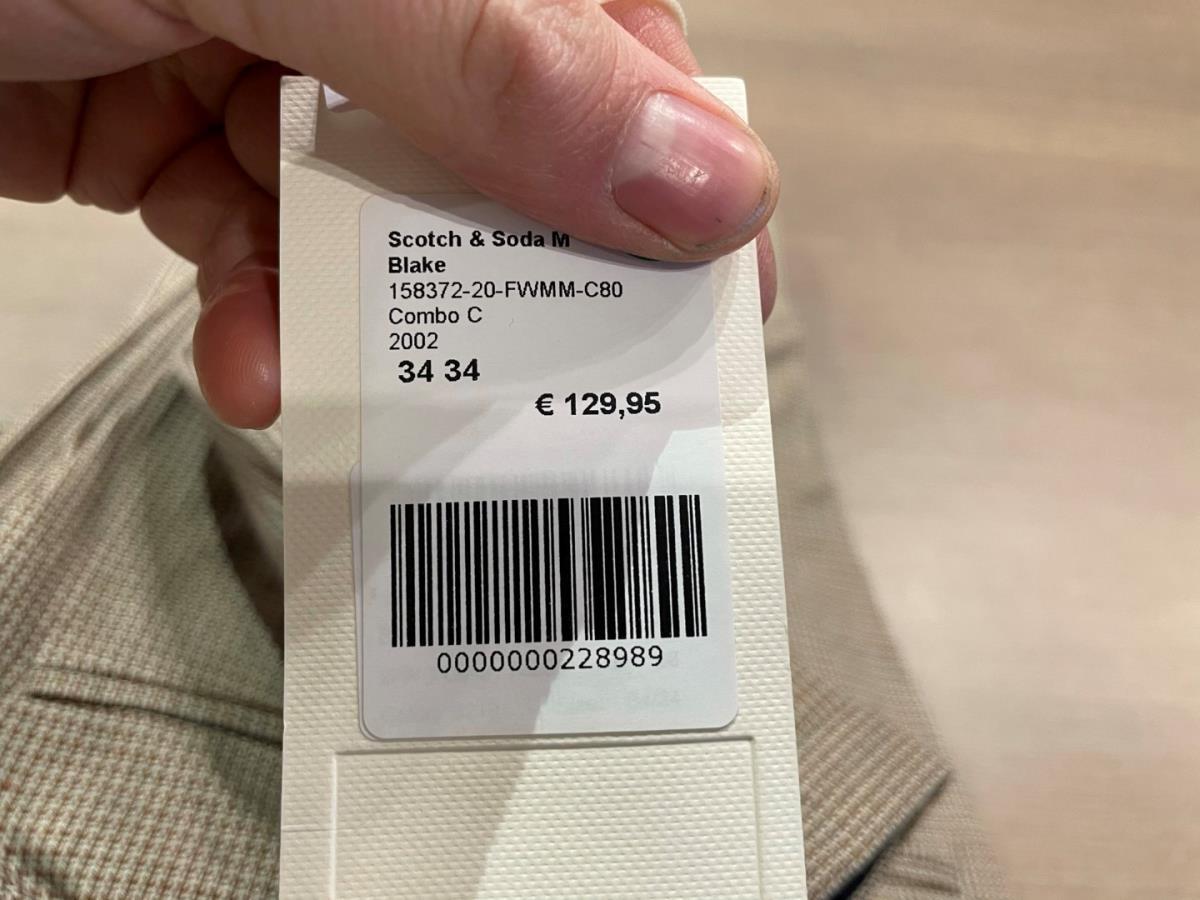 Scotch & Soda M
Blake
158372-20-FWMM-C80
Combo C
2002
34 34
€ 129,95
0000000228989